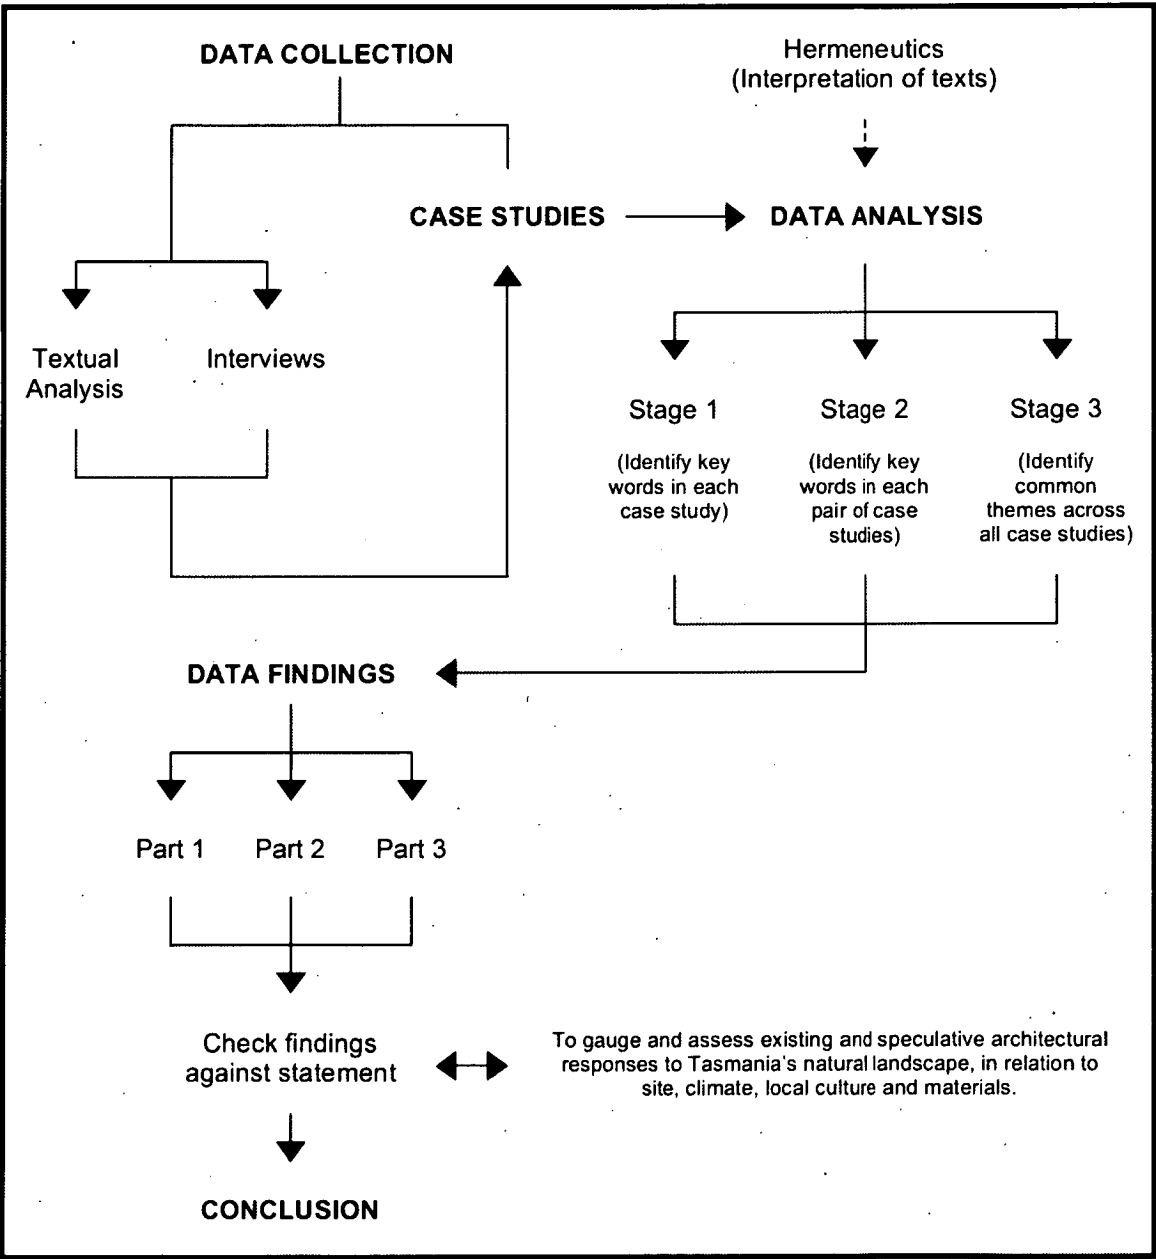 DATA COLLECTION
Hermeneutics
(Interpretation of texts)
CASE STUDIES
DATA ANALYSIS
Textual
Analysis
Interviews
Stage 1
(Identify key
words in each
case study)
Stage 2
(Identify key
words in each
pair of case
studies)
Stage 3
(Identify
common
themes across
all case studies)
DATA FINDINGS
Part 1
Part 2
Part 3
Check findings
against statement
To gauge and assess existing and speculative architectural
responses to Tasmania's natural landscape, in relation to
site, climate, local culture and materials.
CONCLUSION